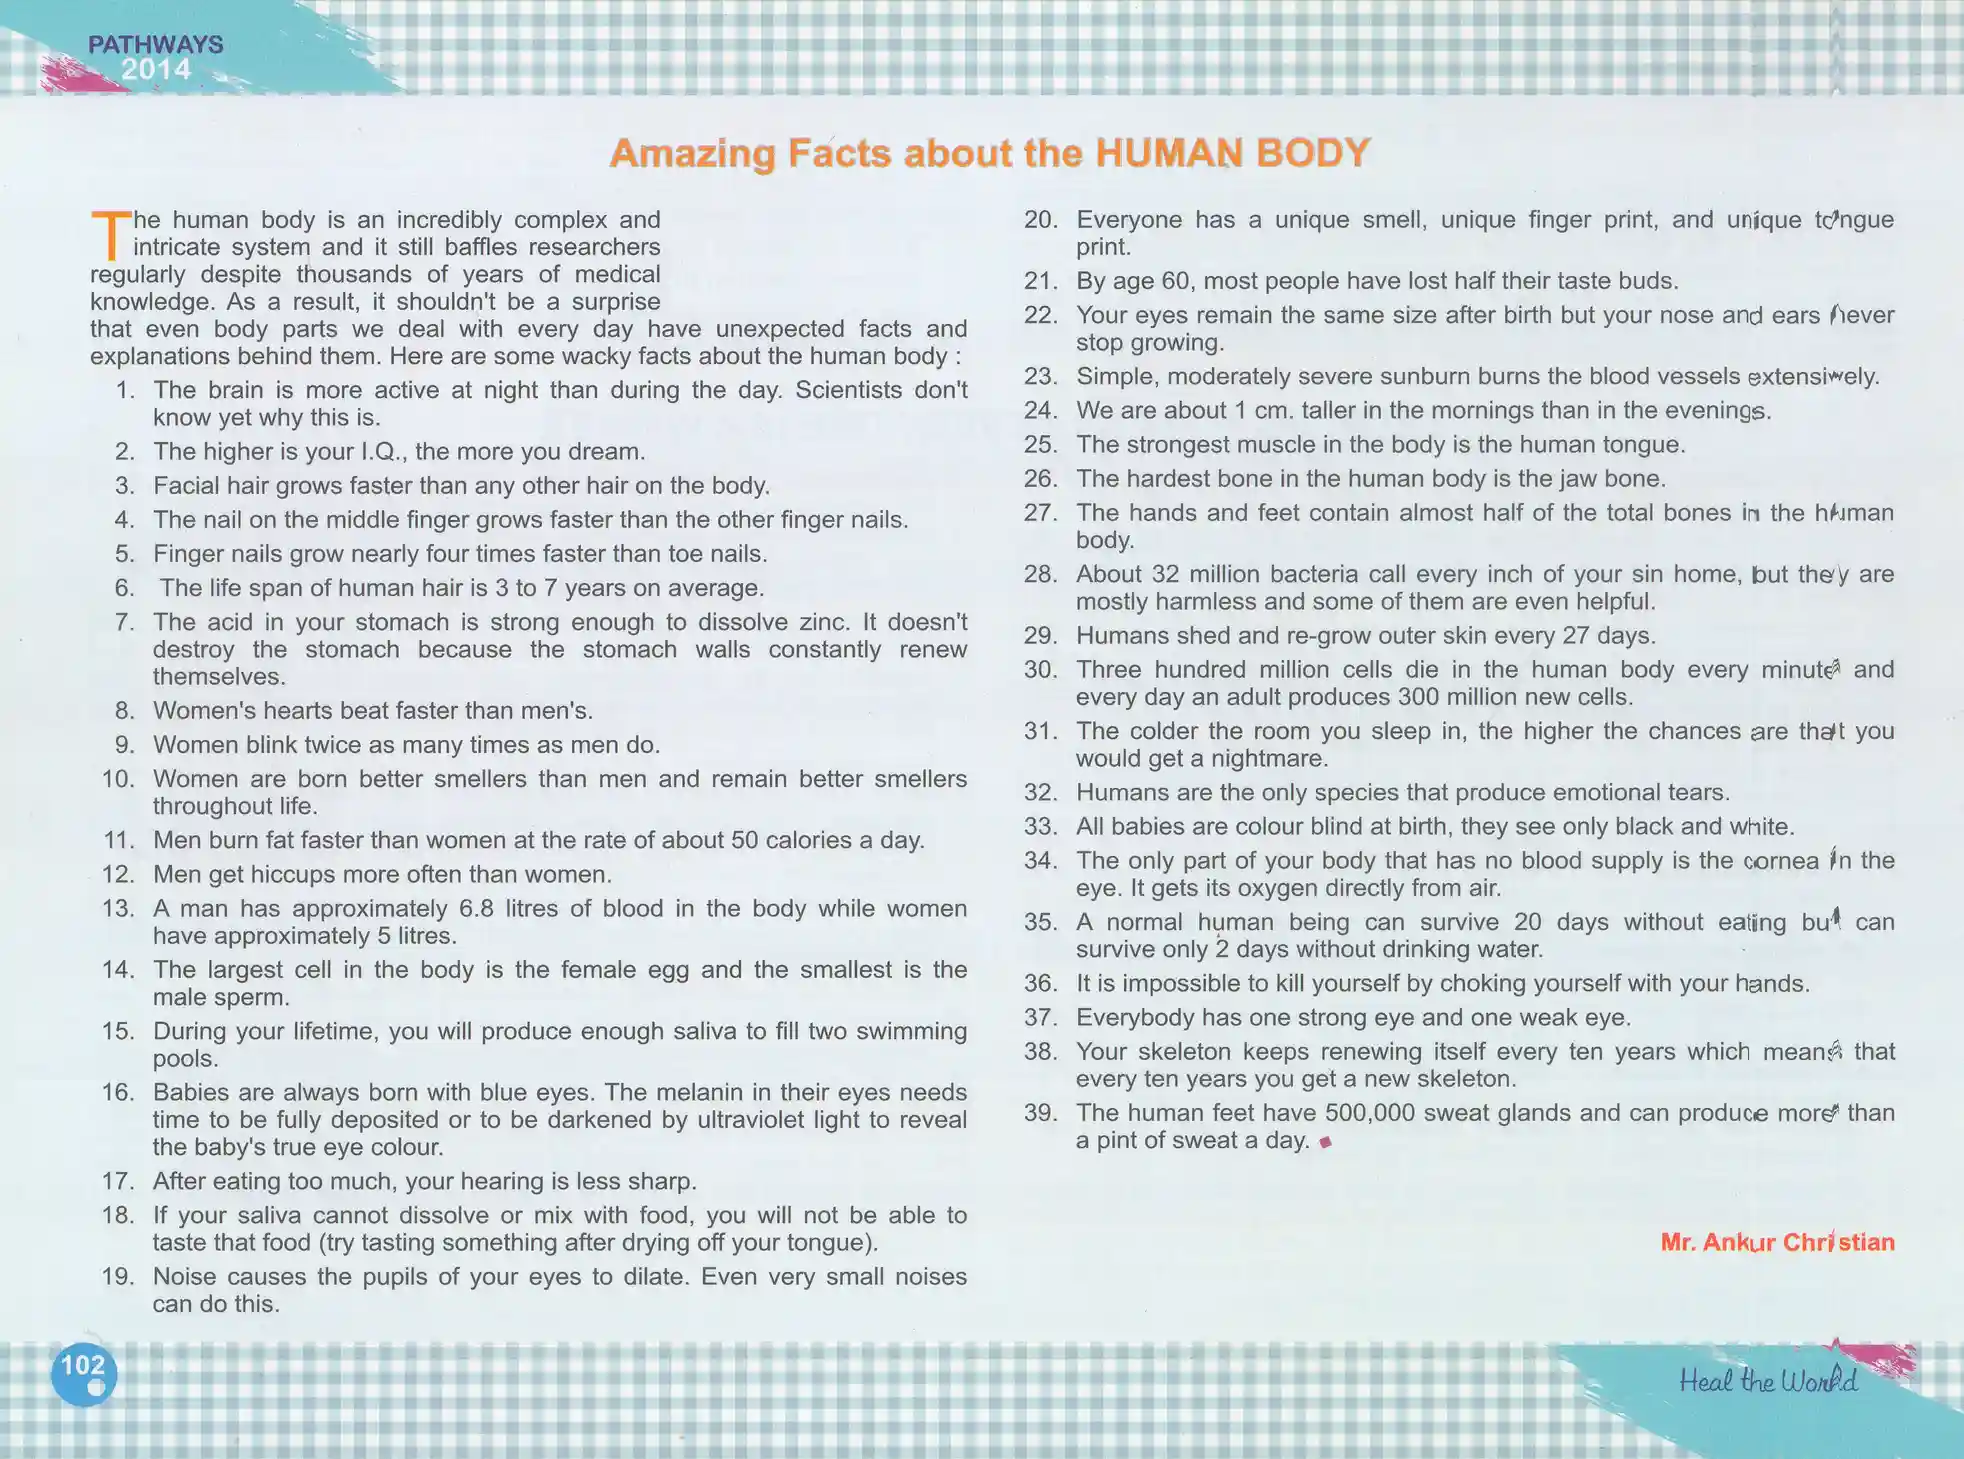 PATHWAYS
2014
Amazing Facts about the HUMAN BODY
The human body is an incredibly complex and
intricate system and it still baffles researchers
regularly despite thousands of years of medical
knowledge. As a result, it shouldn't be a surprise
that even body parts we deal with every day have unexpected facts and
explanations behind them. Here are some wacky facts about the human body :
1. The brain is more active at night than during the day. Scientists don't
know yet why this is.
2. The higher is your I.Q., the more you dream.
3. Facial hair grows faster than any other hair on the body.
4. The nail on the middle finger grows faster than the other finger nails.
5. Finger nails grow nearly four times faster than toe nails.
6. The life span of human hair is 3 to 7 years on average.
7. The acid in your stomach is strong enough to dissolve zinc. It doesn't
destroy the stomach because the stomach walls constantly renew
themselves.
8. Women's hearts beat faster than men's.
9. Women blink twice as many times as men do.
10. Women are born better smellers than men and remain better smellers
throughout life.
11. Men burn fat faster than women at the rate of about 50 calories a day.
12. Men get hiccups more often than women.
13. A man has approximately 6.8 litres of blood in the body while women
have approximately 5 litres.
14. The largest cell in the body is the female egg and the smallest is the
male sperm.
15. During your lifetime, you will produce enough saliva to fill two swimming
pools.
16. Babies are always born with blue eyes. The melanin in their eyes needs
time to be fully deposited or to be darkened by ultraviolet light to reveal
the baby's true eye colour.
17. After eating too much, your hearing is less sharp.
18. If your saliva cannot dissolve or mix with food, you will not be able to
taste that food (try tasting something after drying off your tongue).
19. Noise causes the pupils of your eyes to dilate. Even very small noises
can do this.
20. Everyone has a unique smell, unique finger print, and unique tongue
print.
21. By age 60, most people have lost half their taste buds.
22. Your eyes remain the same size after birth but your nose and ears never
stop growing.
23. Simple, moderately severe sunburn burns the blood vessels extensively.
24. We are about 1 cm. taller in the mornings than in the evenings.
25. The strongest muscle in the body is the human tongue.
26. The hardest bone in the human body is the jaw bone.
27. The hands and feet contain almost half of the total bones in the human
body.
28. About 32 million bacteria call every inch of your sin home, but they are
mostly harmless and some of them are even helpful.
29. Humans shed and re-grow outer skin every 27 days.
30. Three hundred million cells die in the human body every minute and
every day an adult produces 300 million new cells.
31. The colder the room you sleep in, the higher the chances are that you
would get a nightmare.
32. Humans are the only species that produce emotional tears.
33. All babies are colour blind at birth, they see only black and white.
34. The only part of your body that has no blood supply is the cornea in the
eye. It gets its oxygen directly from air.
35. A normal human being can survive 20 days without eating but can
survive only 2 days without drinking water.
36. It is impossible to kill yourself by choking yourself with your hands.
37. Everybody has one strong eye and one weak eye.
38. Your skeleton keeps renewing itself every ten years which means that
every ten years you get a new skeleton.
39. The human feet have 500,000 sweat glands and can produce more than
a pint of sweat a day.
Mr. Ankur Christian
102
Heal the World